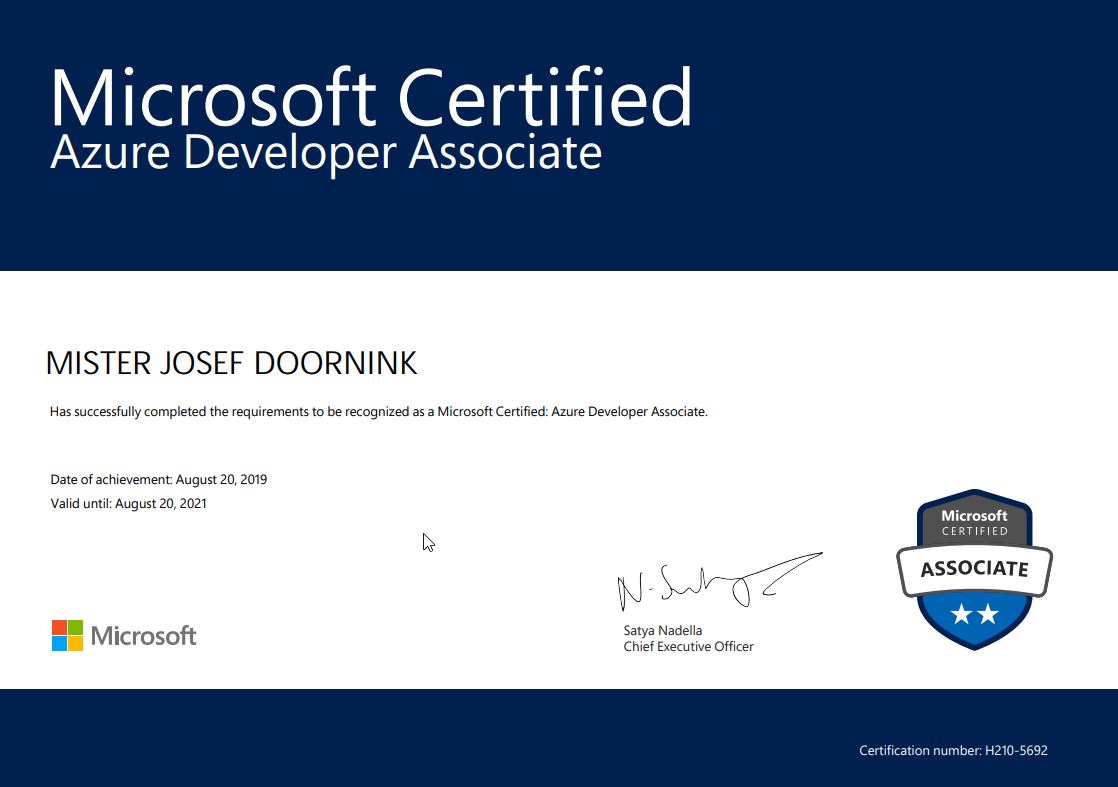 Microsoft Certified
Azure Developer Associate
MISTER JOSEF DOORNINK
Has successfully completed the requirements to be recognized as a Microsoft Certified: Azure Developer Associate.
Date of achievement: August 20, 2019
Valid until: August 20, 2021
Microsoft
CERTIFIED
ASSOCIATE
Satya Nadella
Chief Executive Officer
Microsoft
Certification number: H210-5692